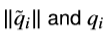 ‖q̃ᵢ‖ and qᵢ